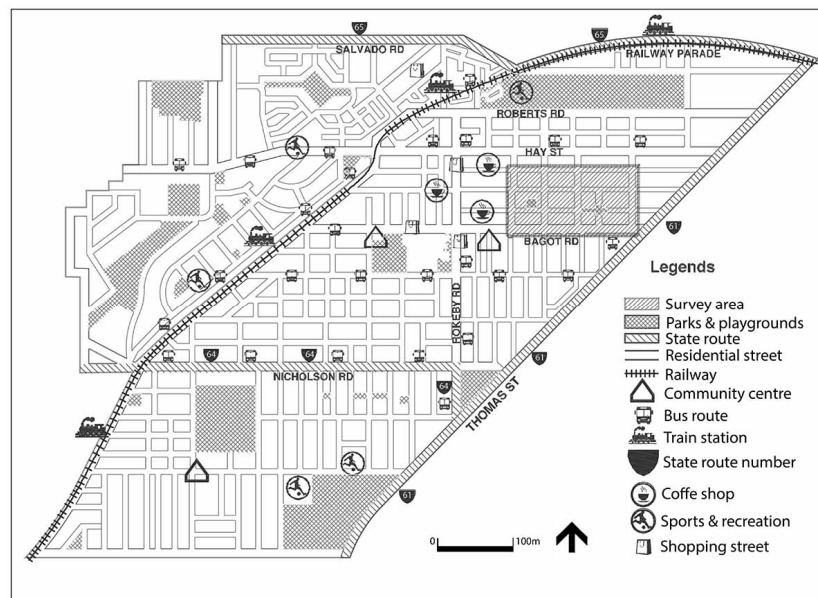 65
SALVADO RD
65
RAILWAY PARADE
ROBERTS RD
HAY ST
61
BAGOT RD
ROKEBY RD
64
64
NICHOLSON RD
64
61
THOMAS ST
61
Legends
Survey area
Parks & playgrounds
State route
Residential street
Railway
Community centre
Bus route
Train station
State route number
Coffe shop
Sports & recreation
Shopping street
0
100m